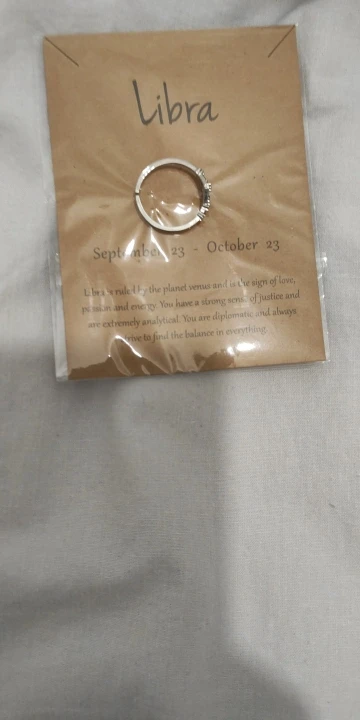 Libra
September 23 - October 23
Libra is ruled by the planet venus and is the sign of love,
passion and energy. You have a strong sense of justice and
are extremely analytical. You are diplomatic and always
strive to find the balance in everything.